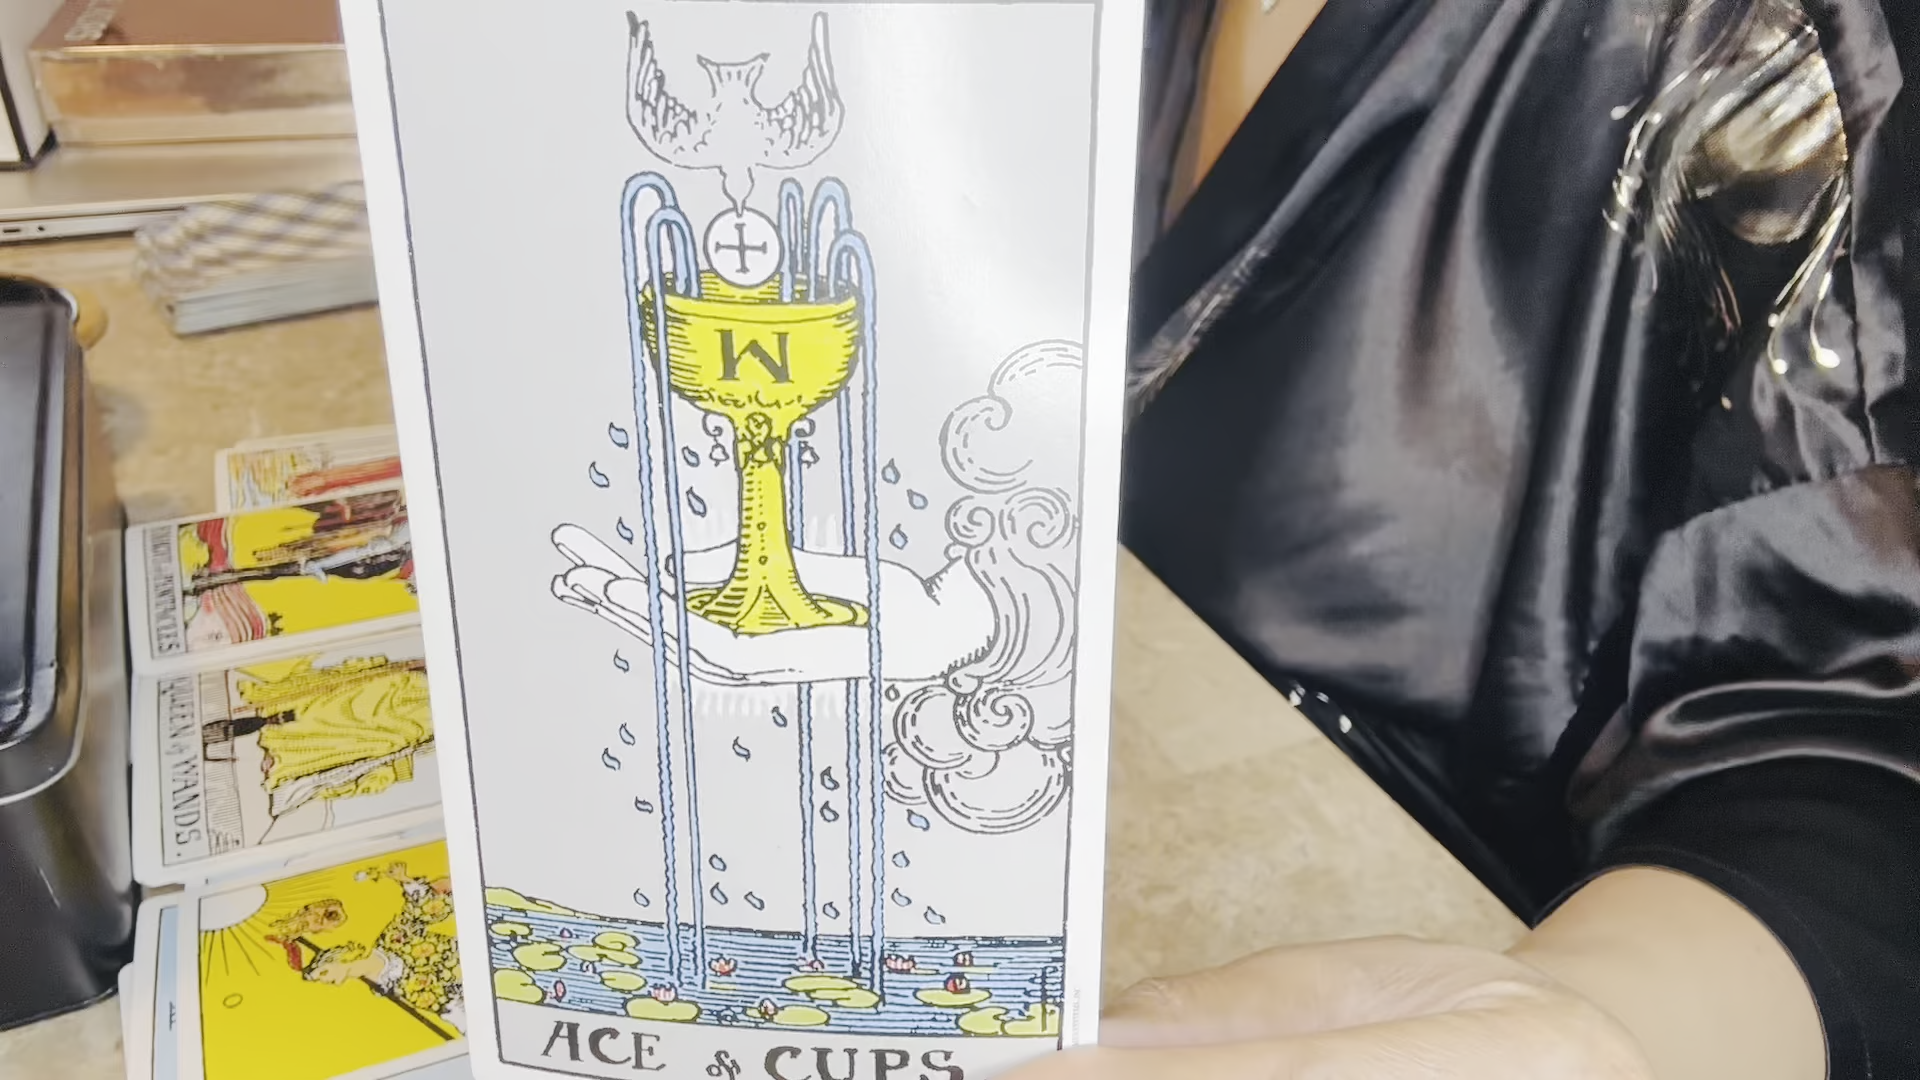 W
ACE of CUPS
KNIGHT of PENTACLES.
QUEEN of WANDS.